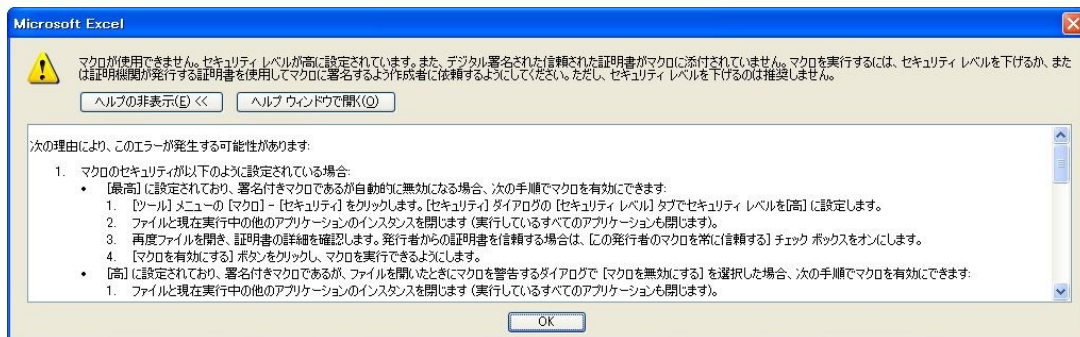 Microsoft Excel
マクロが使用できません。セキュリティ レベルが高に設定されています。また、デジタル署名された信頼された証明書がマクロに添付されていません。マクロを実行するには、セキュリティ レベルを下げるか、また
は証明機関が発行する証明書を使用してマクロに署名するよう作成者に依頼するようにしてください。ただし、セキュリティ レベルを下げるのは推奨しません。
ヘルプの非表示(E) << ヘルプ ウィンドウで開く(O)
次の理由により、このエラーが発生する可能性があります:
1. マクロのセキュリティが以下のように設定されている場合:
• [最高] に設定されており、署名付きマクロであるが自動的に無効になる場合、次の手順でマクロを有効にできます:
1. [ツール] メニューの [マクロ] - [セキュリティ] をクリックします。[セキュリティ] ダイアログの [セキュリティ レベル] タブでセキュリティ レベルを [高] に設定します。
2. ファイルと現在実行中の他のアプリケーションのインスタンスを閉じます (実行しているすべてのアプリケーションも閉じます)。
3. 再度ファイルを開き、証明書の詳細を確認します。発行者からの証明書を信頼する場合は、[この発行者のマクロを常に信頼する] チェック ボックスをオンにします。
4. [マクロを有効にする] ボタンをクリックし、マクロを実行できるようにします。
• [高] に設定されており、署名付きマクロであるが、ファイルを開いたときにマクロを警告するダイアログで [マクロを無効にする] を選択した場合、次の手順でマクロを有効にできます:
1. ファイルと現在実行中の他のアプリケーションのインスタンスを閉じます (実行しているすべてのアプリケーションも閉じます)。
OK